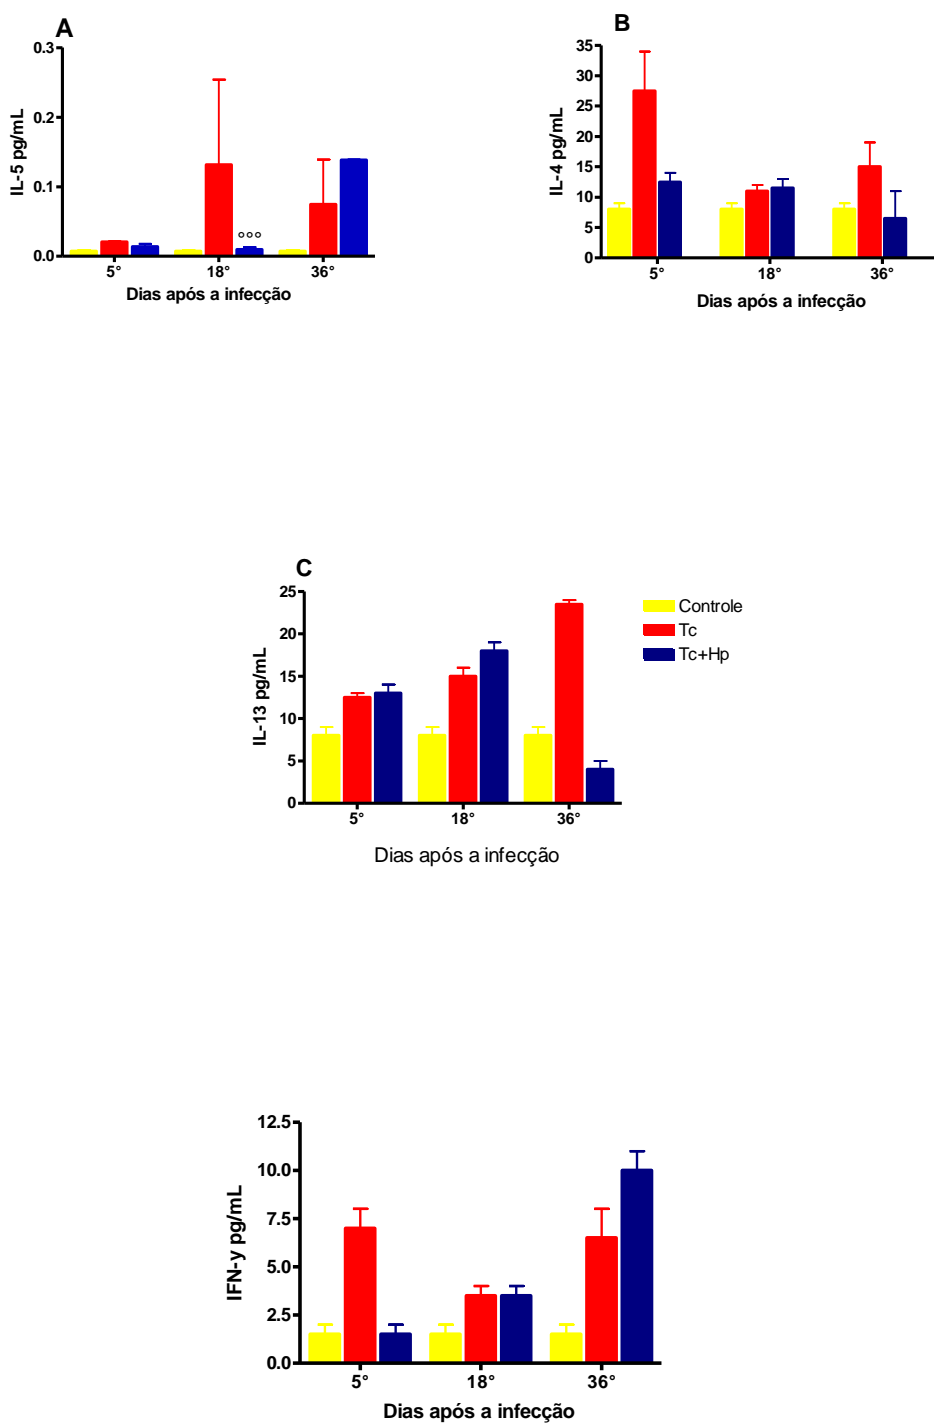 A
0.3
0.2
0.1
0.0
IL-5 pg/mL
°°°
5° 18° 36°
Dias após a infecção
B
35
30
25
20
15
10
5
0
IL-4 pg/mL
5° 18° 36°
Dias após a infecção
C
25
20
15
10
5
0
IL-13 pg/mL
5° 18° 36°
Dias após a infecção
Controle
Tc
Tc+Hp
12.5
10.0
7.5
5.0
2.5
0.0
IFN-y pg/mL
5° 18° 36°
Dias após a infecção